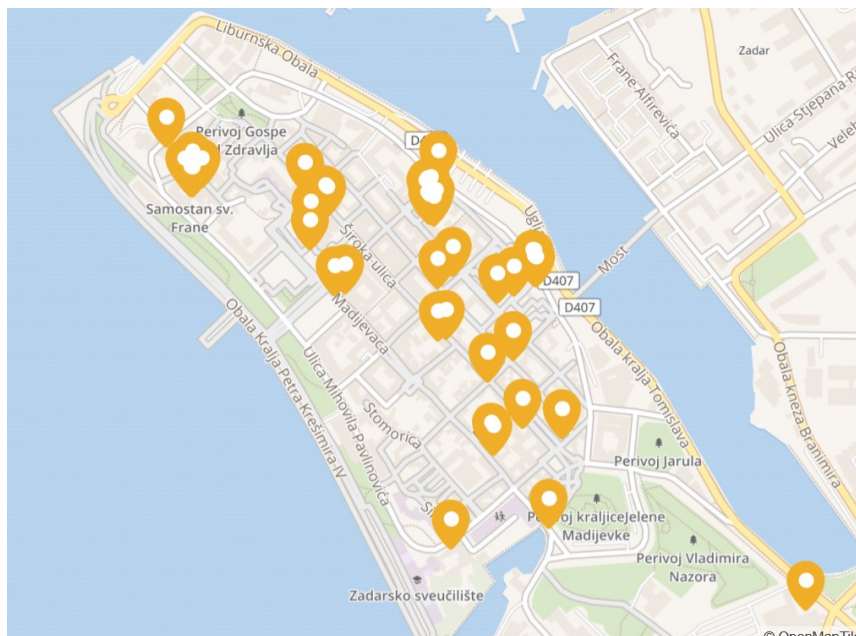 Liburnska Obala
Zadar
Frane Alfirevića
Ulica Stjepana R
Veleb
Perivoj Gospe
d Zdravlja
Samostan sv.
Frane
Široka ulica
Most
D407
D407
Madijevaca
Obala Kralja Petra Krešimira IV
Ulica Mihovila Pavlinovića
Stomorica
Obala kralja Tomislava
Obala kneza Branimira
Perivoj Jarula
Perivoj kraljiceJelene
Madijevke
Perivoj Vladimira
Nazora
Zadarsko sveučilište
© OpenMapTil